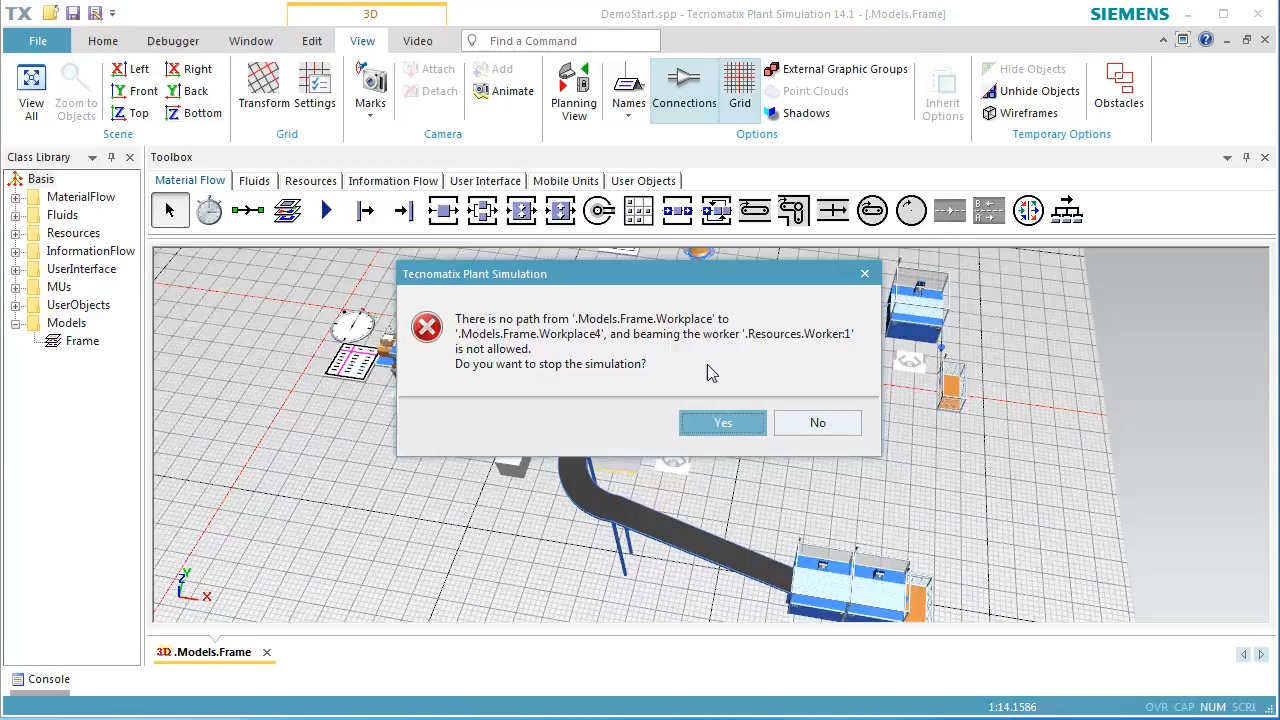 TX
3D
DemoStart.spp - Tecnomatix Plant Simulation 14.1 - [.Models.Frame]
SIEMENS
File
Home
Debugger
Window
Edit
View
Video
Find a Command
View All
Zoom to Objects
Left
Front
Top
Right
Back
Bottom
Scene
Transform
Settings
Grid
Marks
Attach
Detach
Add
Animate
Camera
Planning View
Names
Connections
Grid
External Graphic Groups
Point Clouds
Shadows
Options
Inherit Options
Hide Objects
Unhide Objects
Wireframes
Obstacles
Temporary Options
Class Library
Toolbox
Basis
MaterialFlow
Fluids
Resources
InformationFlow
UserInterface
MUs
UserObjects
Models
Frame
Material Flow
Fluids
Resources
Information Flow
User Interface
Mobile Units
User Objects
Tecnomatix Plant Simulation
There is no path from '.Models.Frame.Workplace' to
'.Models.Frame.Workplace4', and beaming the worker '.Resources.Worker:1'
is not allowed.
Do you want to stop the simulation?
Yes
No
Y
Z
X
3D .Models.Frame
Console
1:14.1586
OVR CAP NUM SCRL